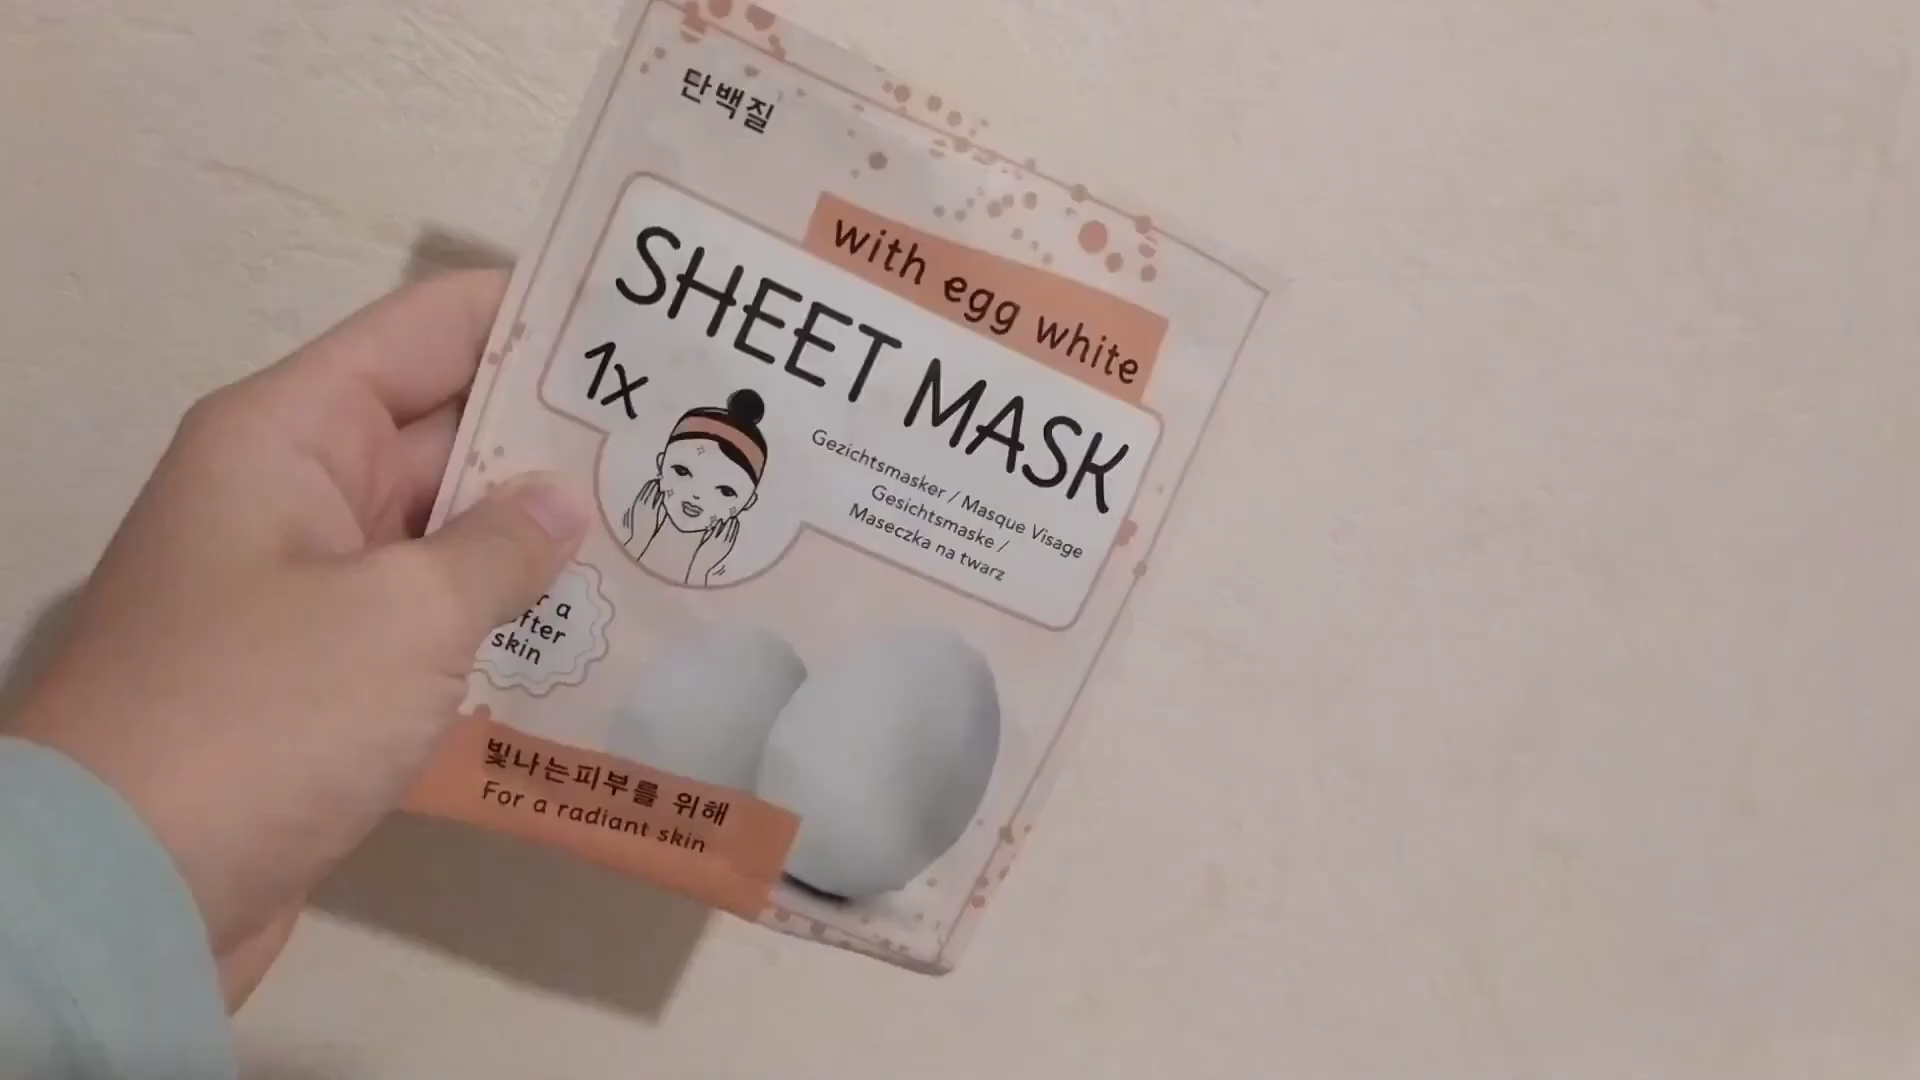 단백질
with egg white
SHEET MASK
1x
Gezichtsmasker / Masque Visage
Gesichtsmaske /
Maseczka na twarz
a
skin
빛나는피부를 위해
For a radiant skin